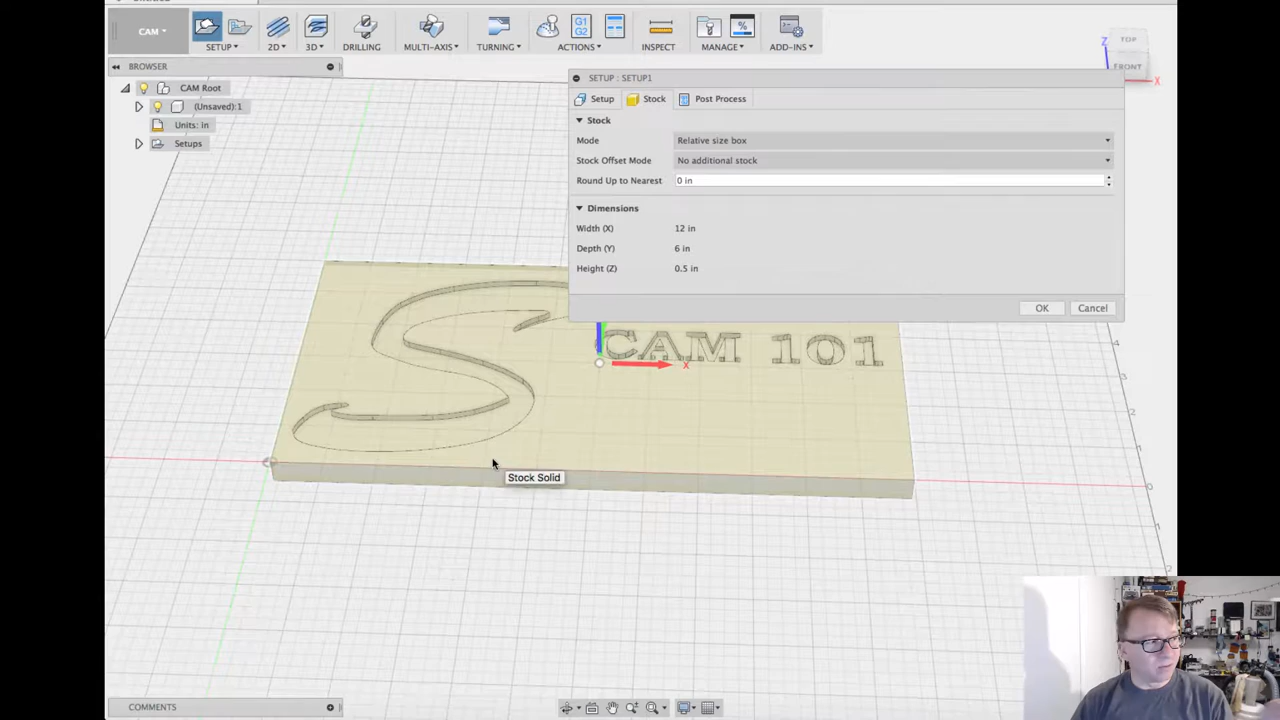 CAM
SETUP
2D
3D
DRILLING
MULTI-AXIS
TURNING
G1
G2
ACTIONS
INSPECT
%
MANAGE
ADD-INS
TOP
FRONT
Z
X
BROWSER
CAM Root
(Unsaved):1
Units: in
Setups
SETUP : SETUP1
Setup
Stock
Post Process
Stock
Mode
Relative size box
Stock Offset Mode
No additional stock
Round Up to Nearest
0 in
Dimensions
Width (X)
12 in
Depth (Y)
6 in
Height (Z)
0.5 in
OK
Cancel
S
CAM 101
X
Stock Solid
COMMENTS